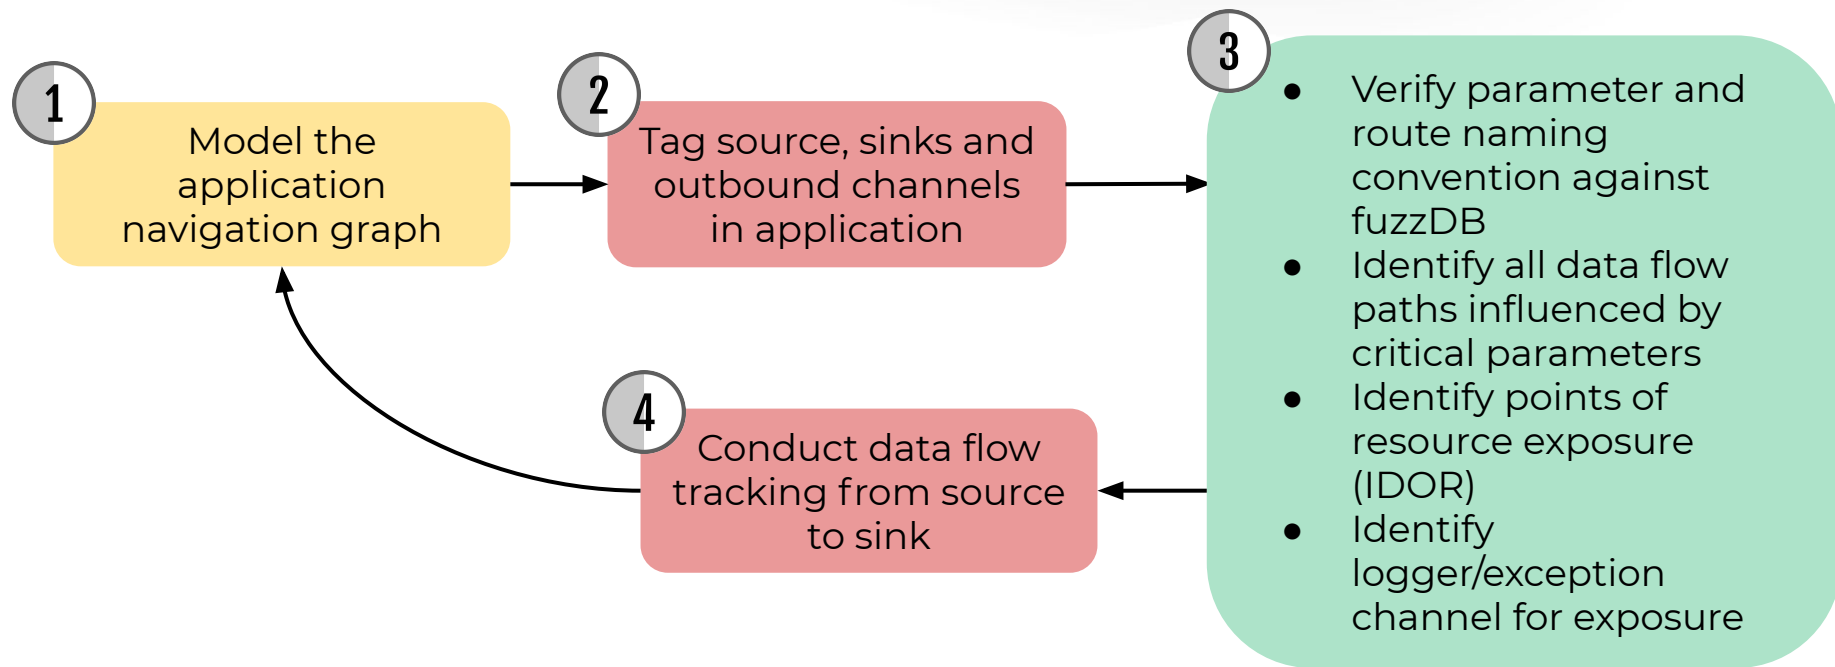 1
Model the
application
navigation graph
2
Tag source, sinks and
outbound channels
in application
3
● Verify parameter and
route naming
convention against
fuzzDB
● Identify all data flow
paths influenced by
critical parameters
● Identify points of
resource exposure
(IDOR)
● Identify
logger/exception
channel for exposure
4
Conduct data flow
tracking from source
to sink